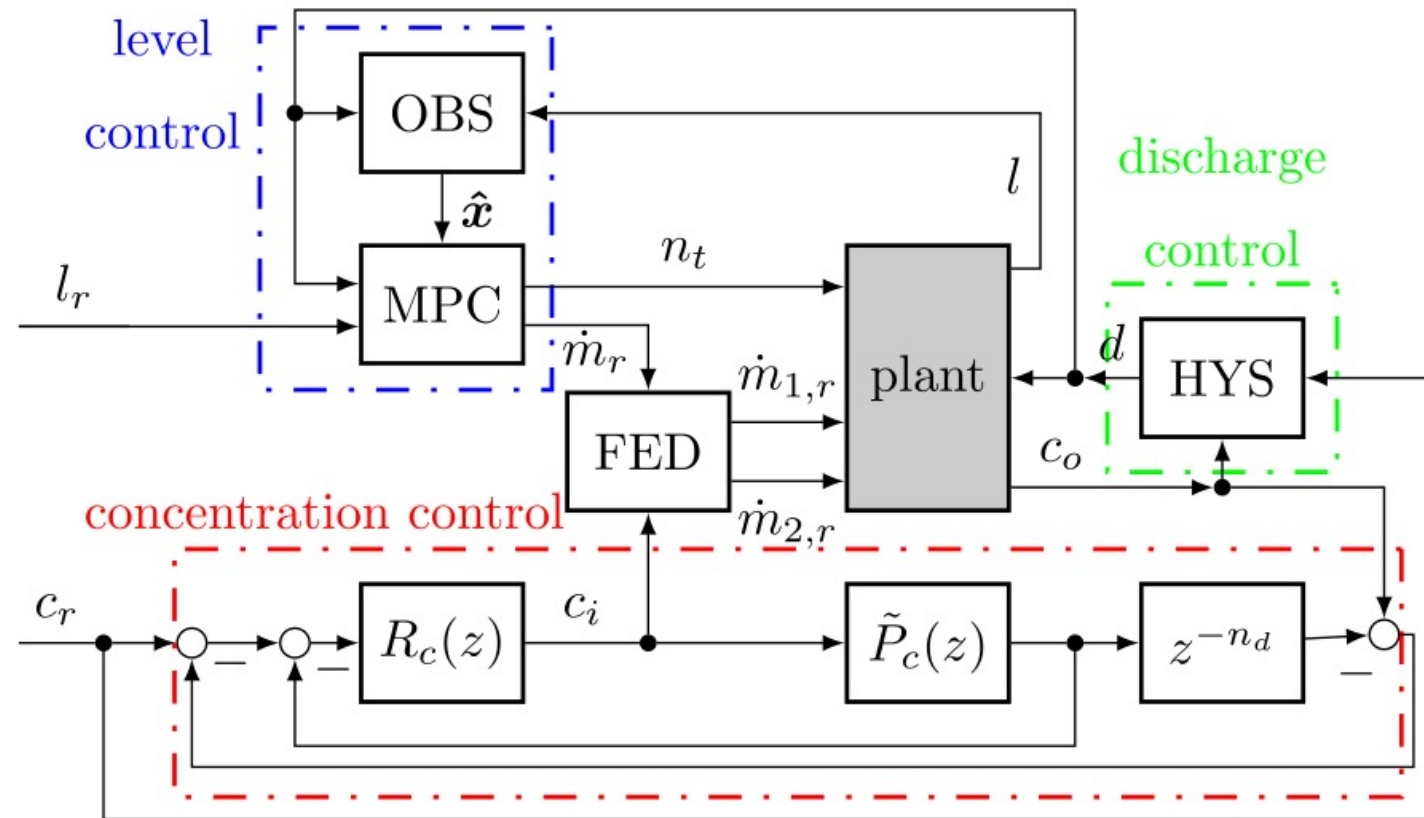 level
control
OBS
l
discharge
control
x̂
n_t
l_r
MPC
ṁ_r
ṁ_{1,r}
plant
d
HYS
FED
c_o
ṁ_{2,r}
concentration control
c_r
−
−
R_c(z)
c_i
P̃_c(z)
z^{-n_d}
−